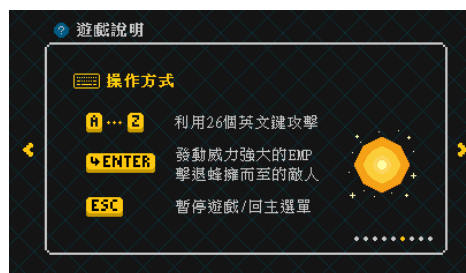 ? 遊戲說明
操作方式
A ... Z 利用26個英文鍵攻擊
↵ENTER 發動威力強大的EMP
擊退蜂擁而至的敵人
ESC 暫停遊戲/回主選單